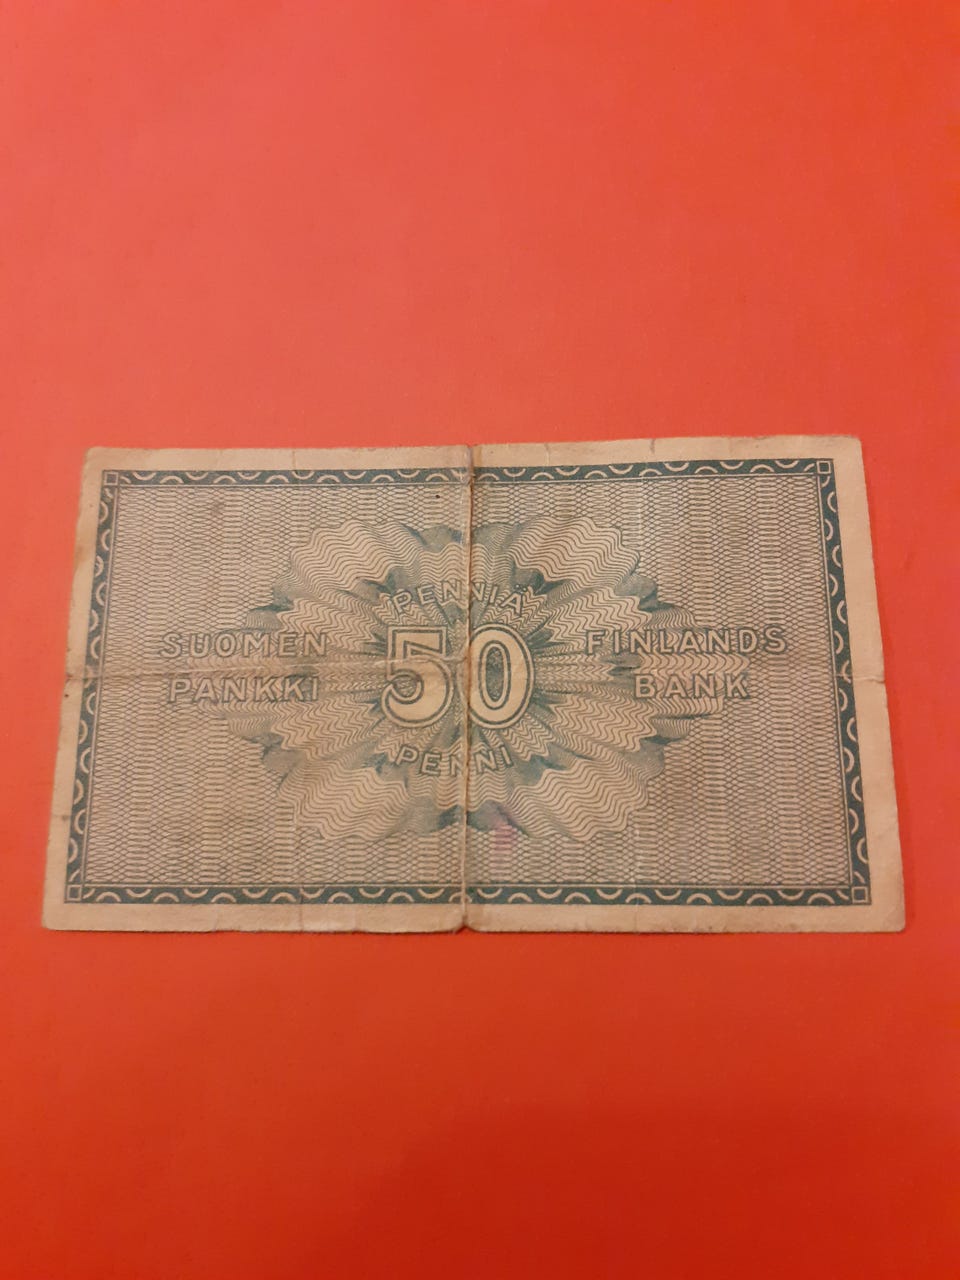 PENNIÄ
SUOMEN
PANKKI
50
FINLANDS
BANK
PENNI